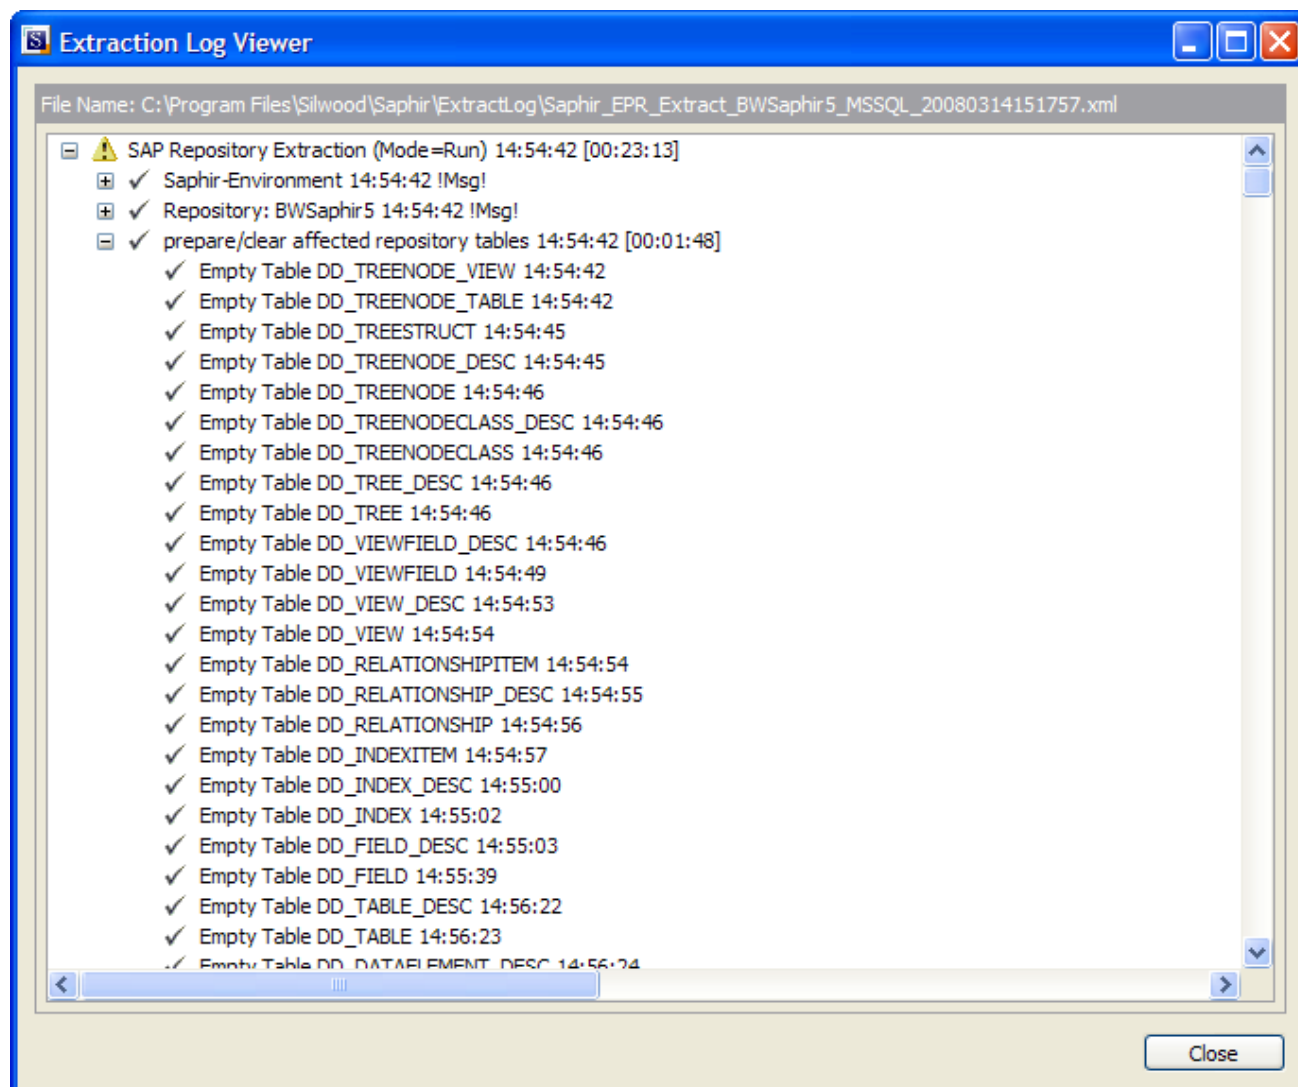 Extraction Log Viewer
File Name: C:\Program Files\Silwood\Saphir\ExtractLog\Saphir_EPR_Extract_BWSaphir5_MSSQL_20080314151757.xml
SAP Repository Extraction (Mode=Run) 14:54:42 [00:23:13]
Saphir-Environment 14:54:42 !Msg!
Repository: BWSaphir5 14:54:42 !Msg!
prepare/clear affected repository tables 14:54:42 [00:01:48]
Empty Table DD_TREENODE_VIEW 14:54:42
Empty Table DD_TREENODE_TABLE 14:54:42
Empty Table DD_TREESTRUCT 14:54:45
Empty Table DD_TREENODE_DESC 14:54:45
Empty Table DD_TREENODE 14:54:46
Empty Table DD_TREENODECLASS_DESC 14:54:46
Empty Table DD_TREENODECLASS 14:54:46
Empty Table DD_TREE_DESC 14:54:46
Empty Table DD_TREE 14:54:46
Empty Table DD_VIEWFIELD_DESC 14:54:46
Empty Table DD_VIEWFIELD 14:54:49
Empty Table DD_VIEW_DESC 14:54:53
Empty Table DD_VIEW 14:54:54
Empty Table DD_RELATIONSHIPITEM 14:54:54
Empty Table DD_RELATIONSHIP_DESC 14:54:55
Empty Table DD_RELATIONSHIP 14:54:56
Empty Table DD_INDEXITEM 14:54:57
Empty Table DD_INDEX_DESC 14:55:00
Empty Table DD_INDEX 14:55:02
Empty Table DD_FIELD_DESC 14:55:03
Empty Table DD_FIELD 14:55:39
Empty Table DD_TABLE_DESC 14:56:22
Empty Table DD_TABLE 14:56:23
Empty Table DD_DATAELEMENT_DESC 14:56:24
Close